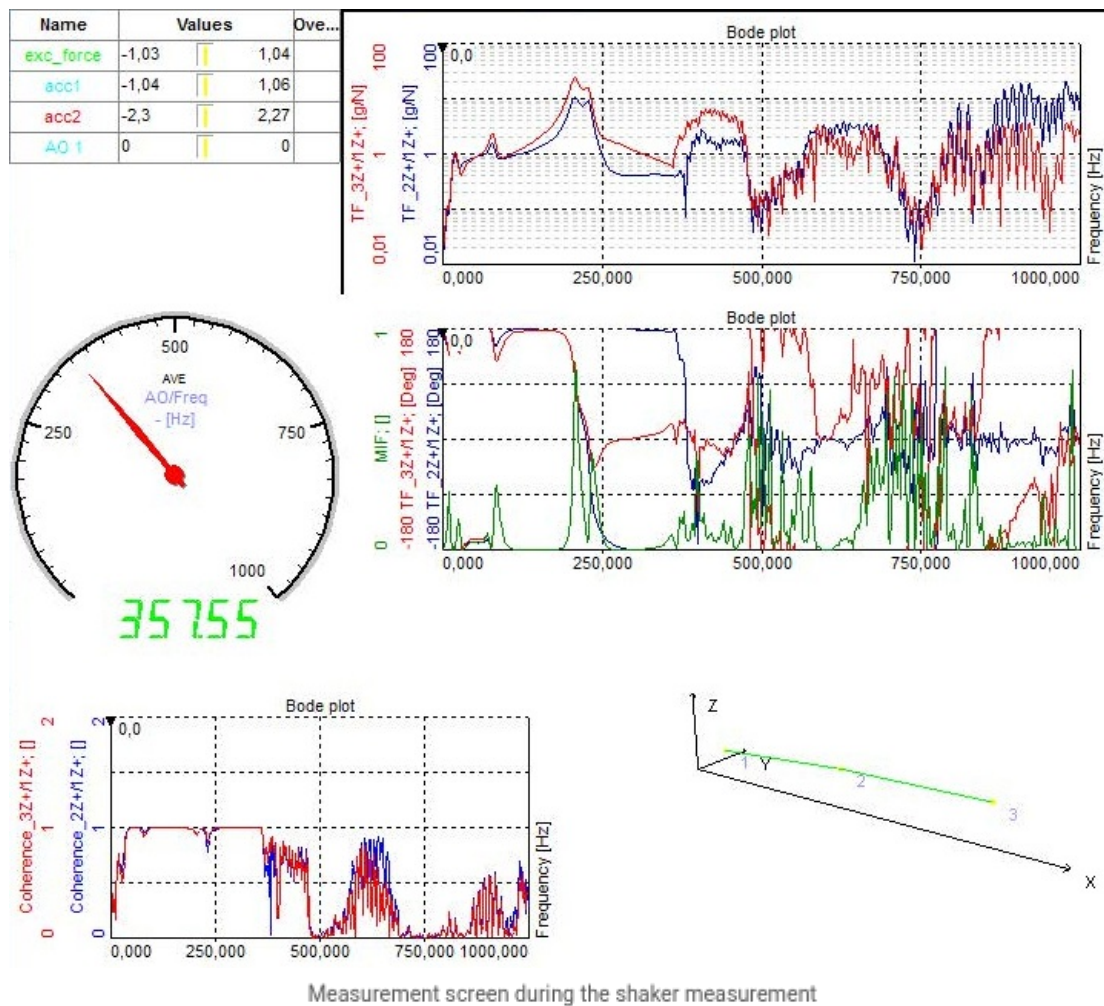 Name Values Ove...
exc_force -1,03 1,04
acc1 -1,04 1,06
acc2 -2,3 2,27
AO 1 0 0
Bode plot
0,0
TF_3Z+/1Z+; [g/N]
0,01 1 100
TF_2Z+/1Z+; [g/N]
0,01 1 100
0,000 250,000 500,000 750,000 1000,000
Frequency [Hz]
250 500 750 1000
AVE
AO/Freq
- [Hz]
357.55
Bode plot
0,0
MIF; []
0 1
-180 TF_3Z+/1Z+; [Deg] 180
-180 TF_2Z+/1Z+; [Deg] 180
0,000 250,000 500,000 750,000 1000,000
Frequency [Hz]
Bode plot
0,0
Coherence_3Z+/1Z+; []
0 1 2
Coherence_2Z+/1Z+; []
0 1 2
0,000 250,000 500,000 750,000 1000,000
Frequency [Hz]
Z
1 Y 2 3
X
Measurement screen during the shaker measurement